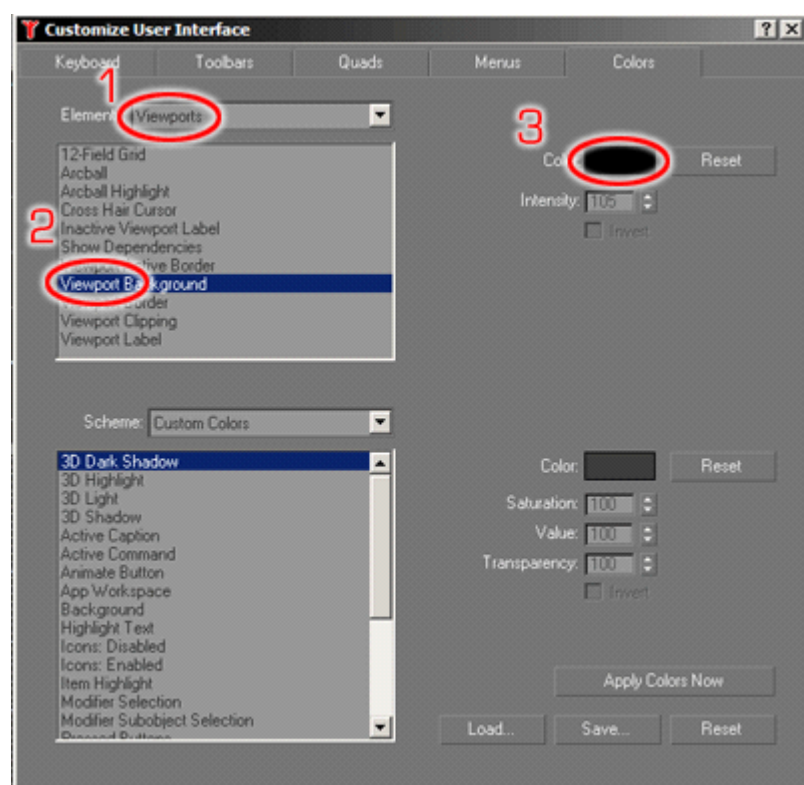 Customize User Interface
Keyboard Toolbars Quads Menus Colors
1
Viewports
3
12-Field Grid
Arcball
Color: Reset
Arcball Highlight
Intensity: 105
Cross Hair Cursor
2
Inactive Viewport Label
Invert
Show Dependencies
Border
Viewport Background
Viewport Clipping
Viewport Label
Scheme: Custom Colors
3D Dark Shadow
Color: Reset
3D Highlight
3D Light
Saturation: 100
3D Shadow
Value: 100
Active Caption
Active Command
Transparency: 100
Animate Button
Invert
App Workspace
Background
Highlight Text
Icons: Disabled
Icons: Enabled
Item Highlight
Apply Colors Now
Modifier Selection
Modifier Subobject Selection
Load... Save... Reset